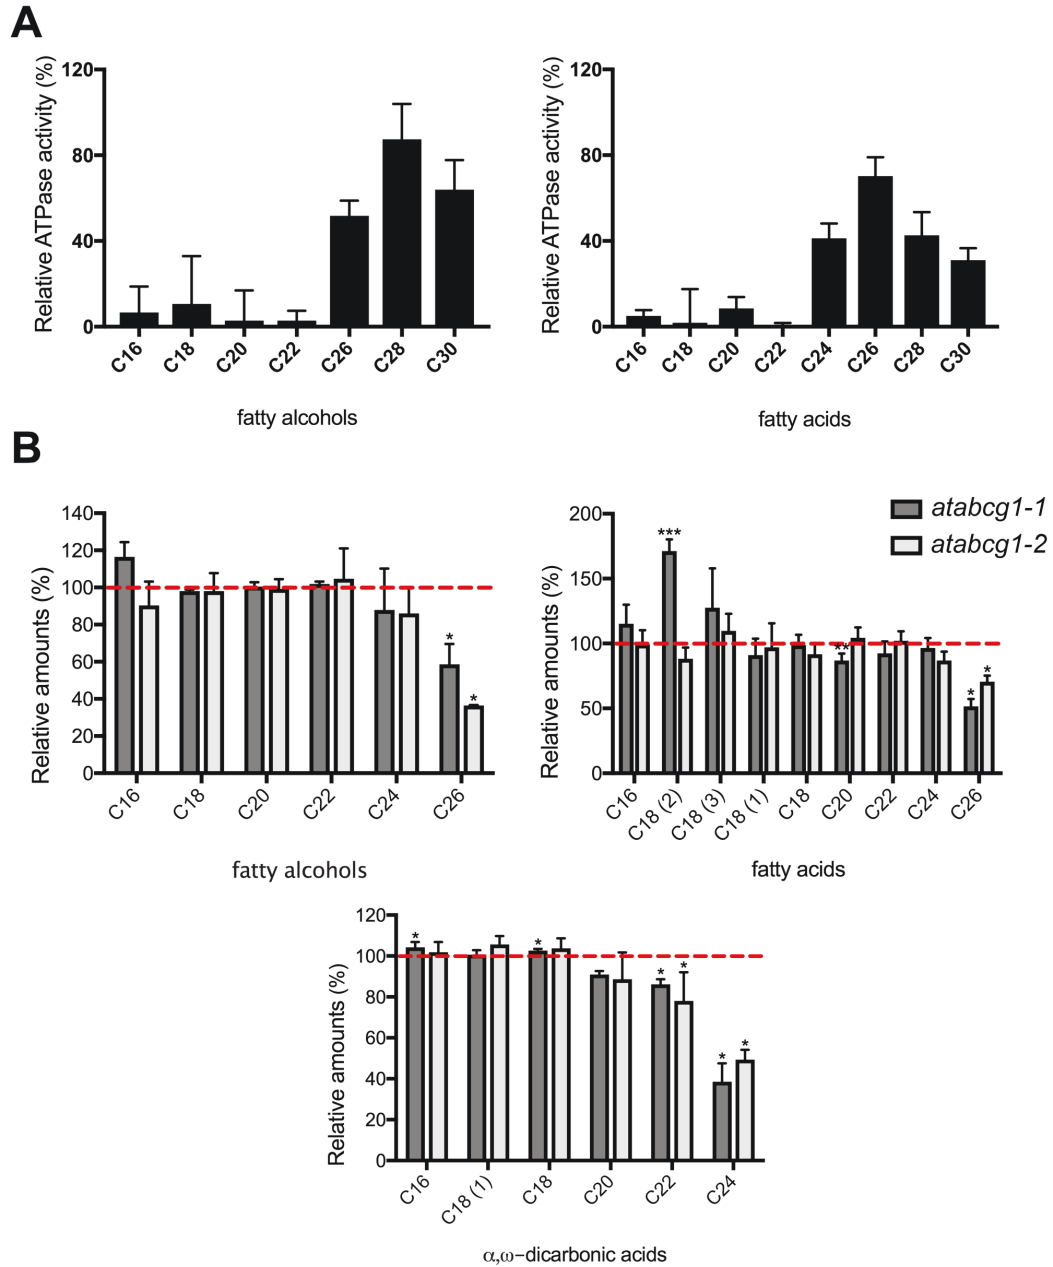 A
Relative ATPase activity (%)
120
80
40
0
C16
C18
C20
C22
C26
C28
C30
fatty alcohols
Relative ATPase activity (%)
120
80
40
0
C16
C18
C20
C22
C24
C26
C28
C30
fatty acids
B
Relative amounts (%)
140
120
100
80
60
40
20
0
*
*
C16
C18
C20
C22
C24
C26
fatty alcohols
Relative amounts (%)
200
150
100
50
0
***
**
*
*
C16
C18 (2)
C18 (3)
C18 (1)
C18
C20
C22
C24
C26
fatty acids
atabcg1-1
atabcg1-2
Relative amounts (%)
120
100
80
60
40
20
0
*
*
*
*
*
*
C16
C18 (1)
C18
C20
C22
C24
α,ω−dicarbonic acids